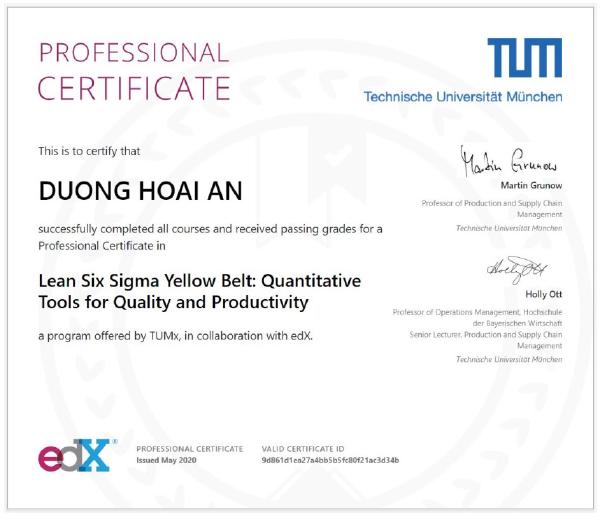 PROFESSIONAL
CERTIFICATE
TUM
Technische Universität München
This is to certify that
DUONG HOAI AN
successfully completed all courses and received passing grades for a
Professional Certificate in
Lean Six Sigma Yellow Belt: Quantitative
Tools for Quality and Productivity
a program offered by TUMx, in collaboration with edX.
Martin Grunow
Martin Grunow
Professor of Production and Supply Chain
Management
Technische Universität München
Holly Ott
Holly Ott
Professor of Operations Management, Hochschule
der Bayerischen Wirtschaft
Senior Lecturer, Production and Supply Chain
Management
Technische Universität München
edX®
PROFESSIONAL CERTIFICATE
Issued May 2020
VALID CERTIFICATE ID
9d861d1ea27a4bb5b5fc80f21ac3d34b